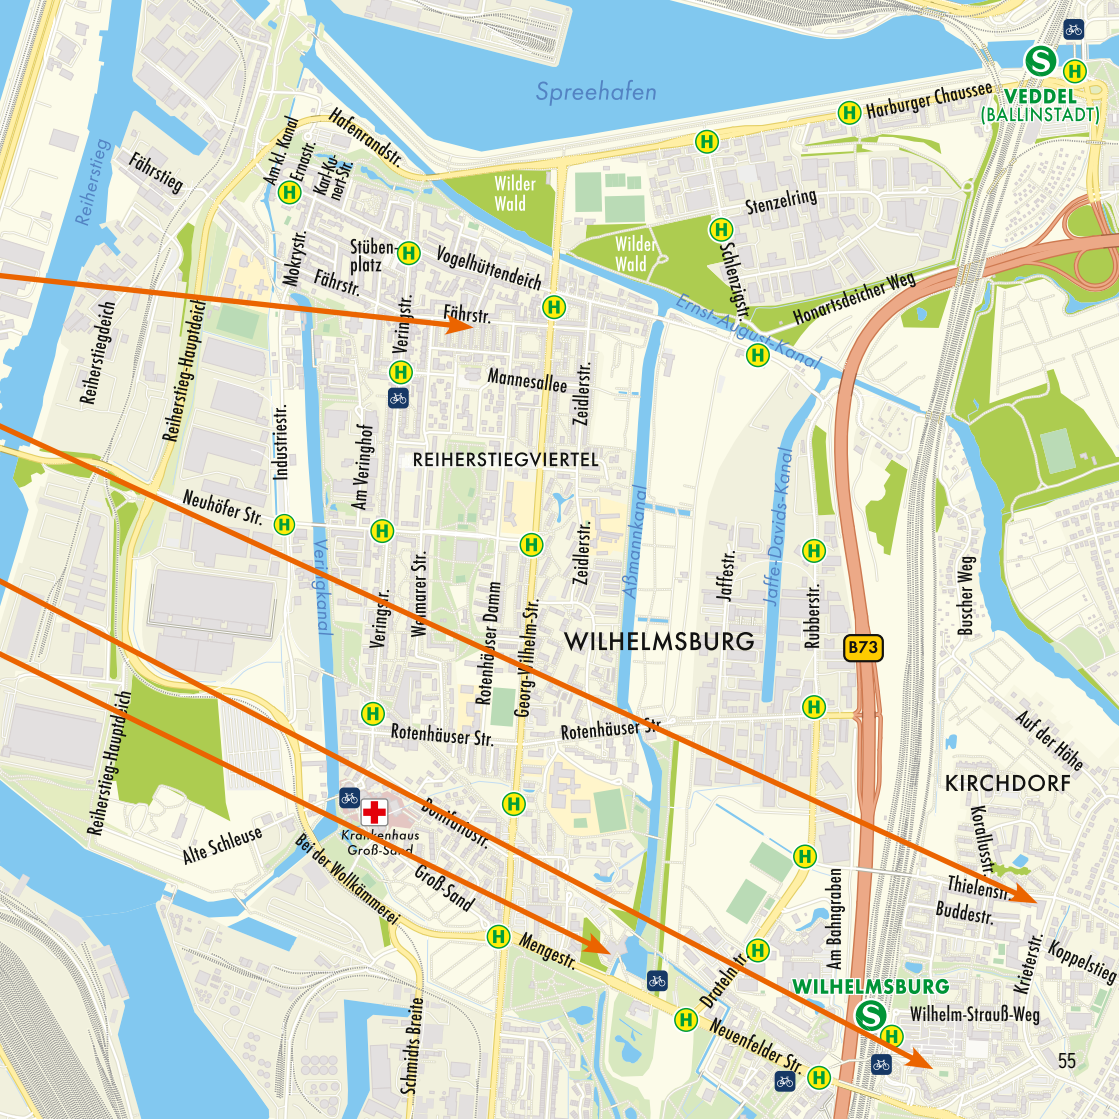 Spreehafen
VEDDEL
(BALLINSTADT)
S
H
Harburger Chaussee
H
H
Hafenrandstr.
Am kl. Kanal
Ernastr.
Karl-Ka-
nert-Str.
Fährstieg
Reiherstieg
H
Wilder
Wald
Stenzelring
H
Wilder
Wald
Schlenzigstr.
Mokrystr.
Stüben-
platz
H
Vogelhüttendeich
Fährstr.
Honartsdeicher Weg
Ernst-August-Kanal
H
Fährstr.
Veringstr.
H
Reiherstiegdeich
Reiherstieg-Hauptdeich
H
Mannesallee
Zeidlerstr.
Industriestr.
Am Veringhof
REIHERSTIEGVIERTEL
Neuhöfer Str.
H
H
H
Veringkanal
Zeidlerstr.
Aßmannkanal
Jaffe-Davids-Kanal
H
Jaffestr.
Rubberstr.
Buscher Weg
Veringstr.
Weimarer Str.
Rotenhäuser Damm
Georg-Wilhelm-Str.
WILHELMSBURG
B73
H
Rotenhäuser Str.
Rotenhäuser Str.
H
Auf der Höhe
KIRCHDORF
Reiherstieg-Hauptdeich
H
Bonifatiusstr.
Krankenhaus
Groß-Sand
Alte Schleuse
Bei der Wollkämmerei
Groß-Sand
Korallusstr.
H
Thielenstr.
Buddestr.
Am Bahngraben
H
Mengestr.
H
Dratelnstr.
Krieterstr.
Koppelstieg
WILHELMSBURG
S
H
Wilhelm-Strauß-Weg
H
Neuenfelder Str.
H
Schmidts Breite
55